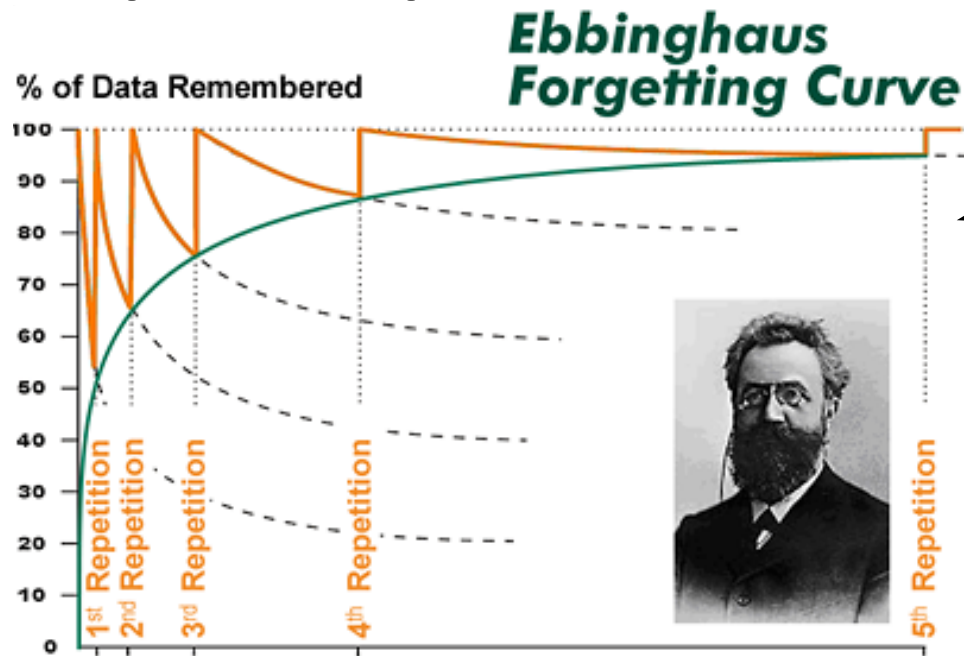 Ebbinghaus
Forgetting Curve
% of Data Remembered
100
90
80
70
60
50
40
30
20
10
0
1st Repetition
2nd Repetition
3rd Repetition
4th Repetition
5th Repetition